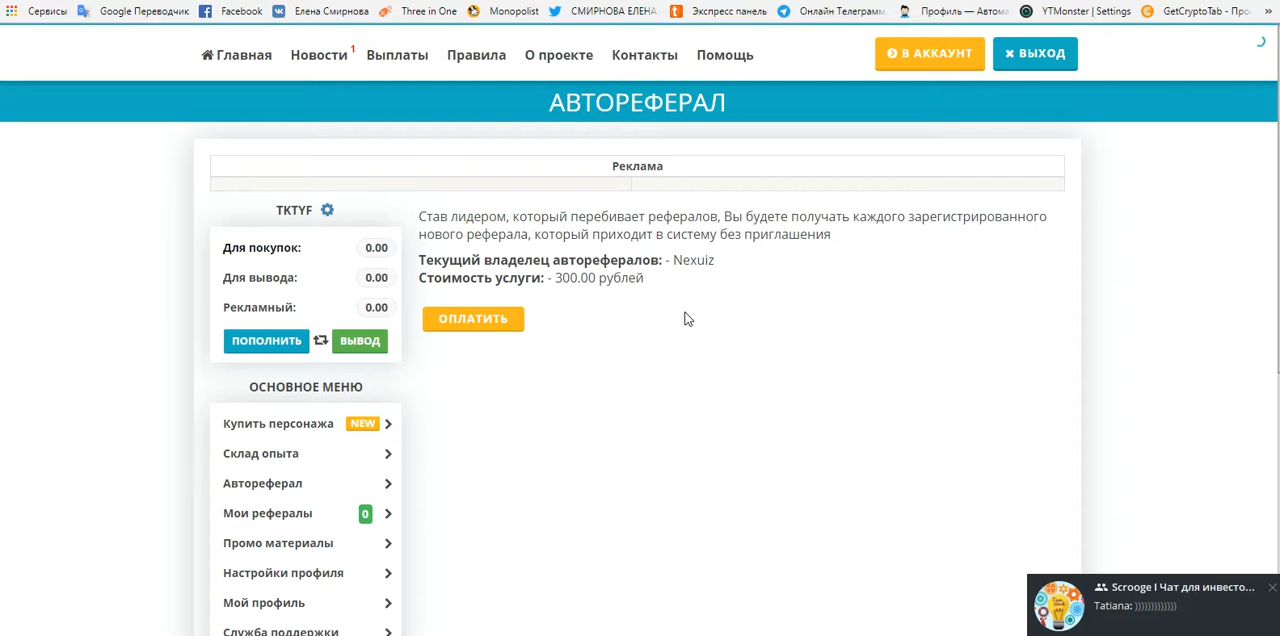 Сервисы Google Переводчик Facebook Елена Смирнова Three in One Monopolist СМИРНОВА ЕЛЕНА Экспресс панель Онлайн Телеграмм Профиль — Автома YTMonster | Settings GetCryptoTab - Про »
Главная Новости 1 Выплаты Правила О проекте Контакты Помощь В АККАУНТ ВЫХОД
АВТОРЕФЕРАЛ
Реклама
TKTYF
Для покупок: 0.00
Для вывода: 0.00
Рекламный: 0.00
ПОПОЛНИТЬ ВЫВОД
Став лидером, который перебивает рефералов, Вы будете получать каждого зарегистрированного
нового реферала, который приходит в систему без приглашения
Текущий владелец авторефералов: - Nexuiz
Стоимость услуги: - 300.00 рублей
ОПЛАТИТЬ
ОСНОВНОЕ МЕНЮ
Купить персонажа NEW
Склад опыта
Автореферал
Мои рефералы 0
Промо материалы
Настройки профиля
Мой профиль
Служба поддержки
Scrooge I Чат для инвесто...
Tatiana: )))))))))))))